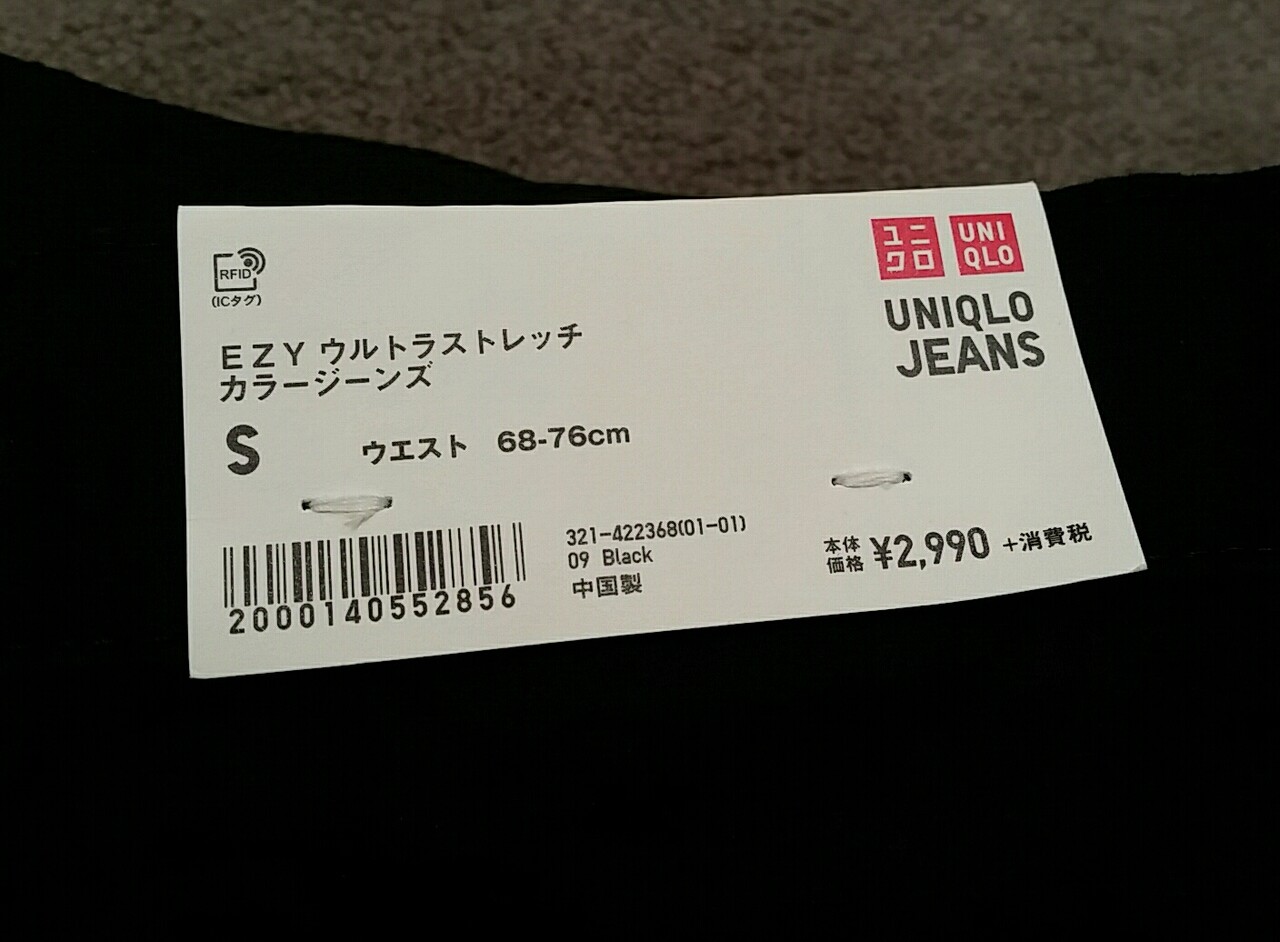 RFID
(ICタグ)
ユニ
クロ
UNI
QLO
UNIQLO
JEANS
EZY ウルトラストレッチ
カラージーンズ
S ウエスト 68-76cm
2000140552856
321-422368(01-01)
09 Black
中国製
本体
価格 ¥2,990 +消費税